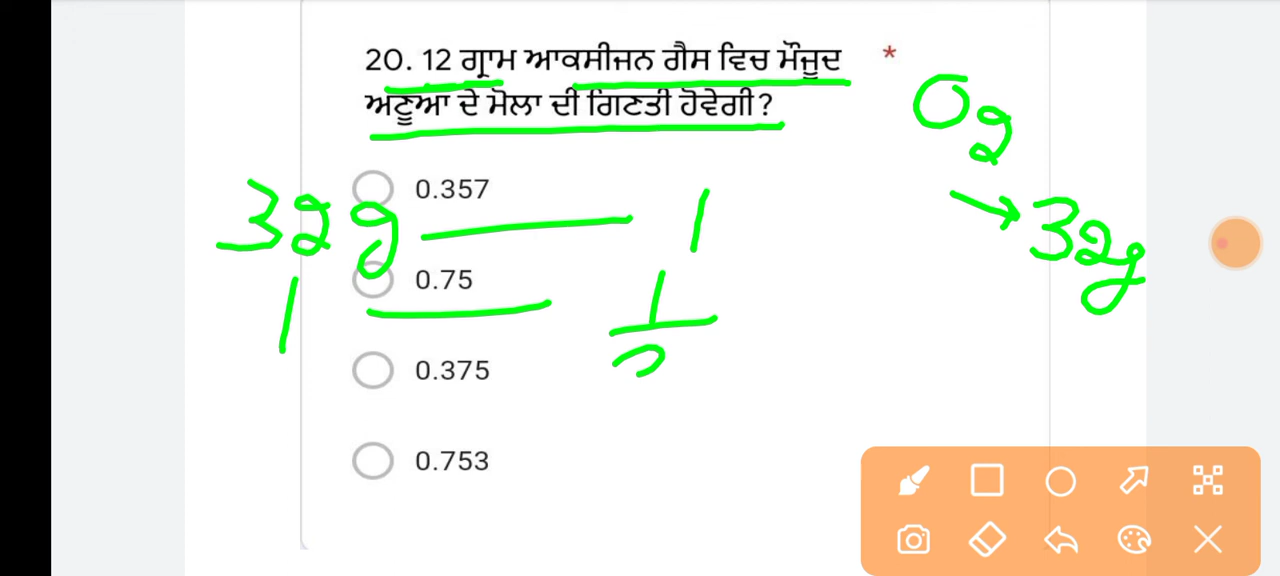 20. 12 ਗ੍ਰਾਮ ਆਕਸੀਜਨ ਗੈਸ ਵਿਚ ਮੌਜੂਦ *
ਅਣੂਆ ਦੇ ਮੋਲਾ ਦੀ ਗਿਣਤੀ ਹੋਵੇਗੀ?
O2
→32g
0.357
32g — 1
0.75
1 — 1
0.375
0.753